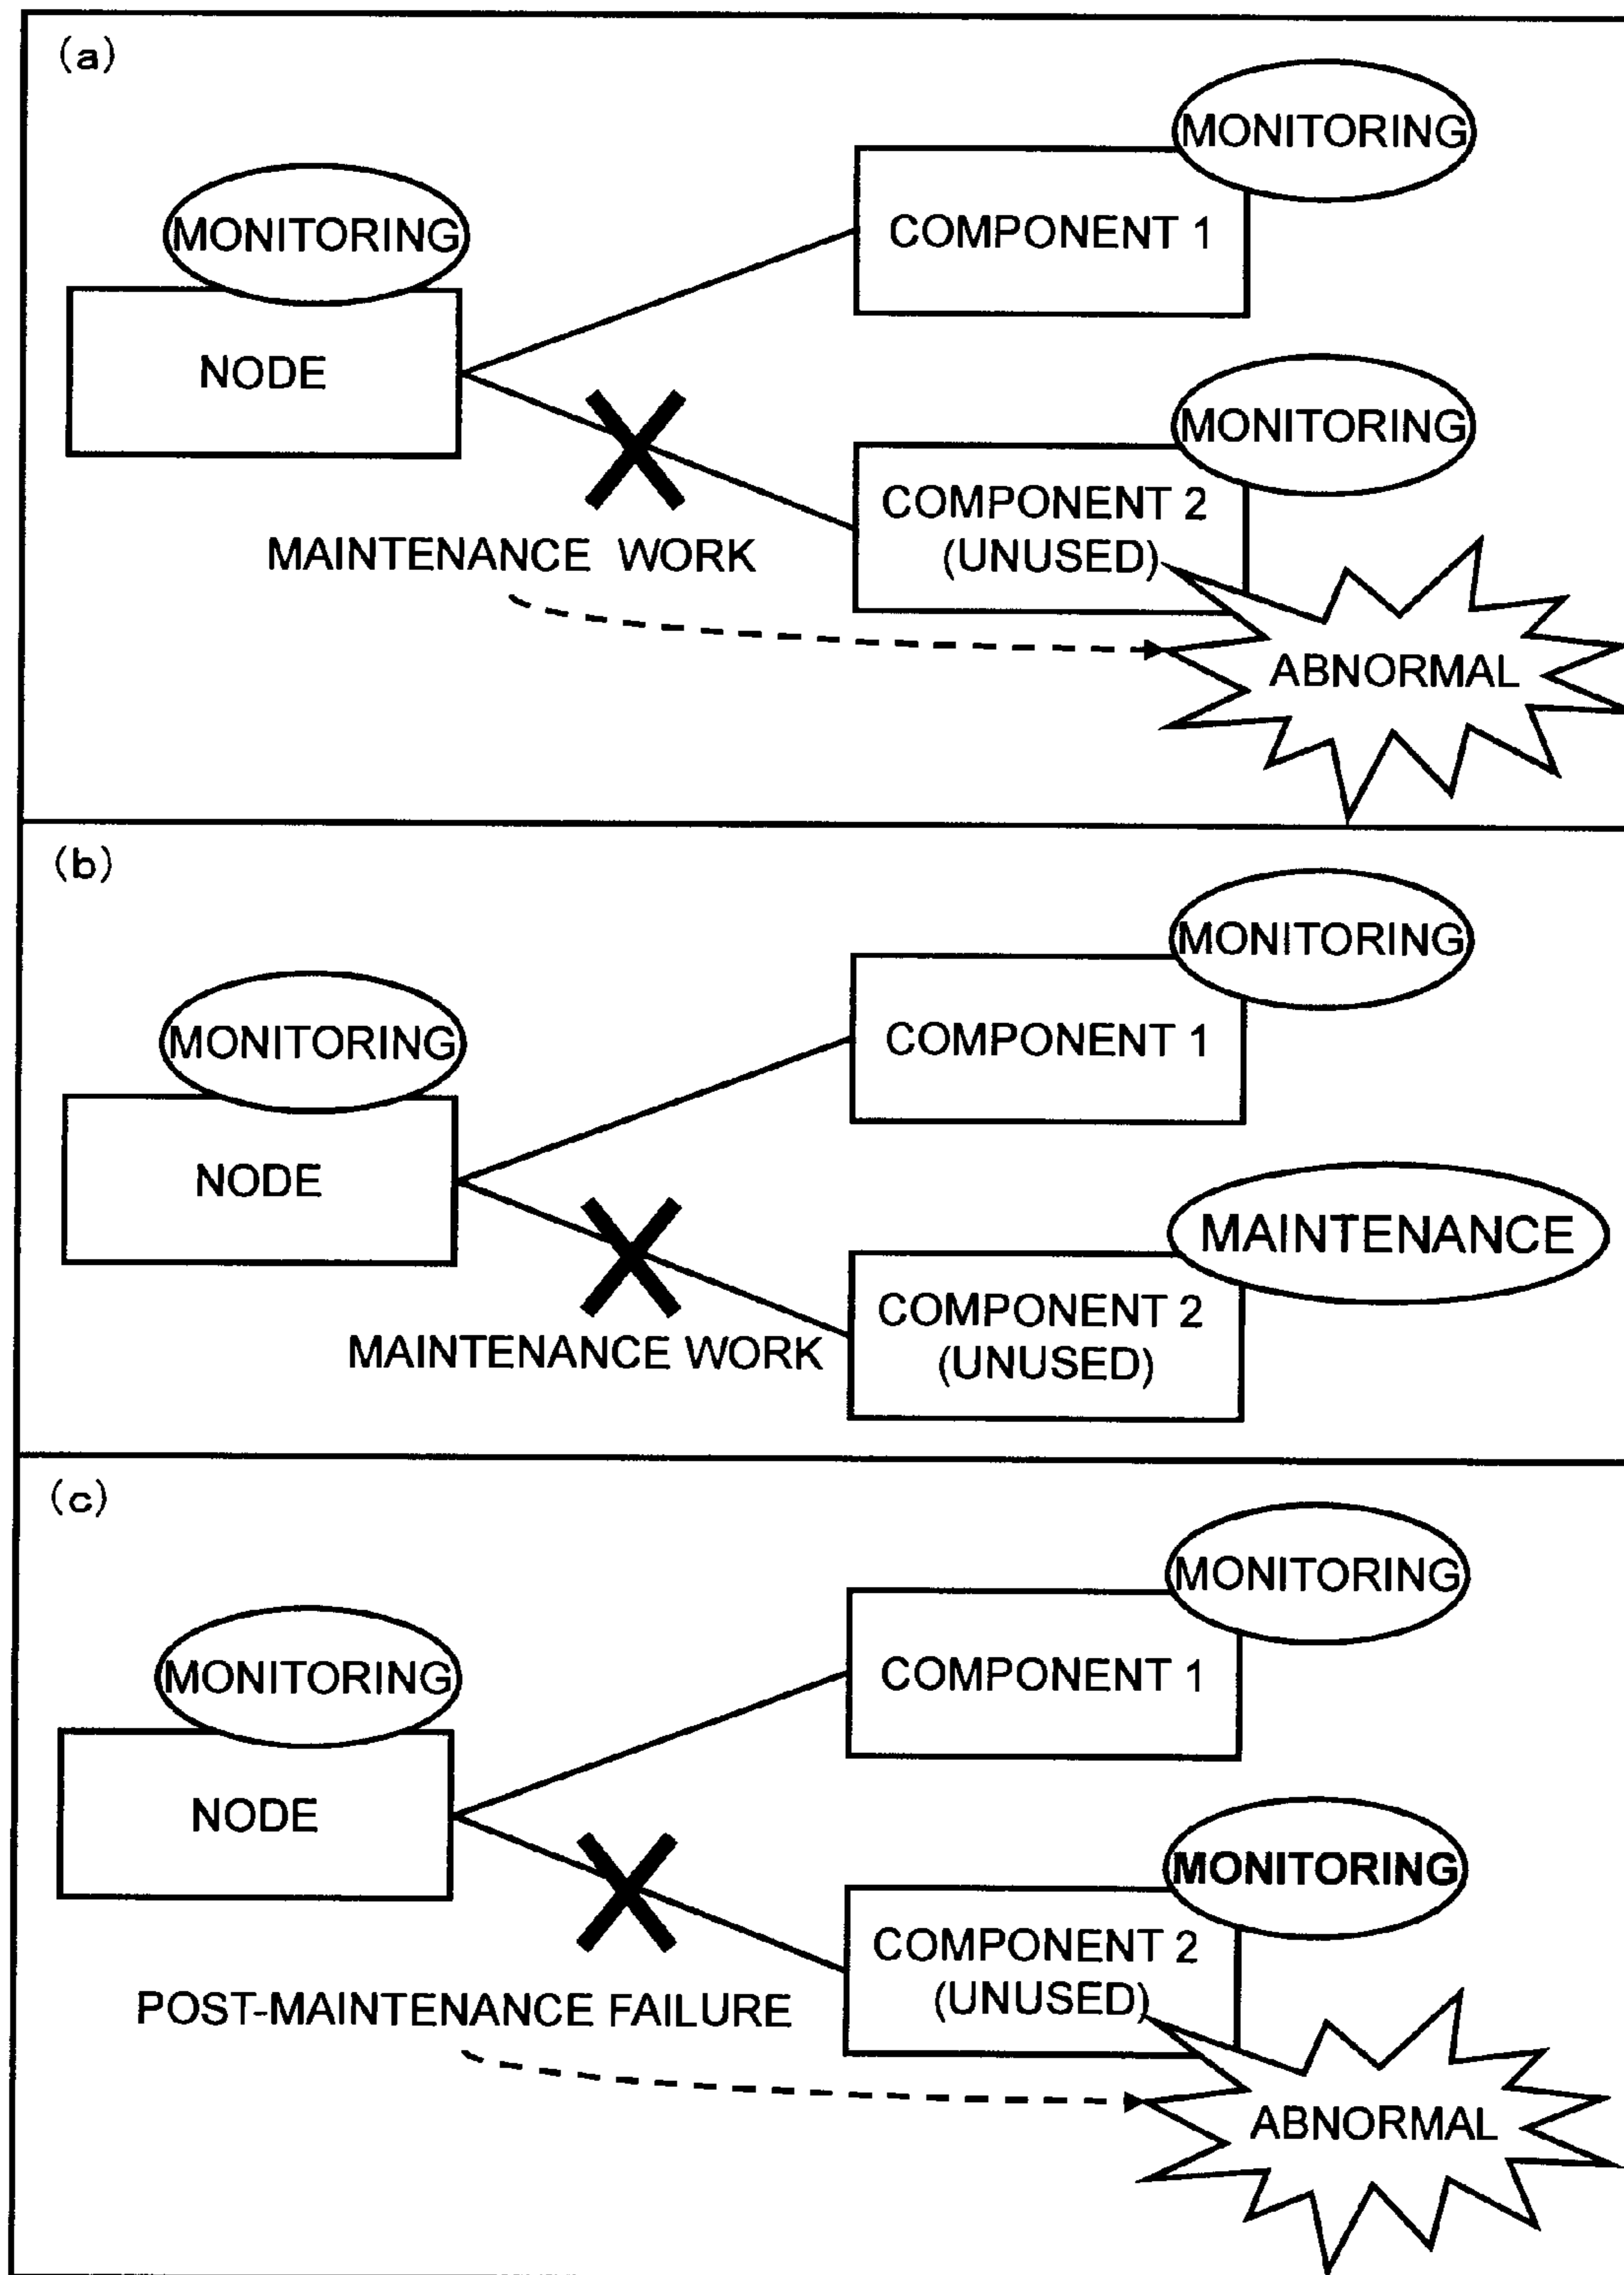 (a)
MONITORING
MONITORING
COMPONENT 1
NODE
MONITORING
COMPONENT 2
(UNUSED)
MAINTENANCE WORK
ABNORMAL
(b)
MONITORING
MONITORING
COMPONENT 1
NODE
MAINTENANCE
COMPONENT 2
(UNUSED)
MAINTENANCE WORK
(c)
MONITORING
MONITORING
COMPONENT 1
NODE
MONITORING
COMPONENT 2
(UNUSED)
POST-MAINTENANCE FAILURE
ABNORMAL